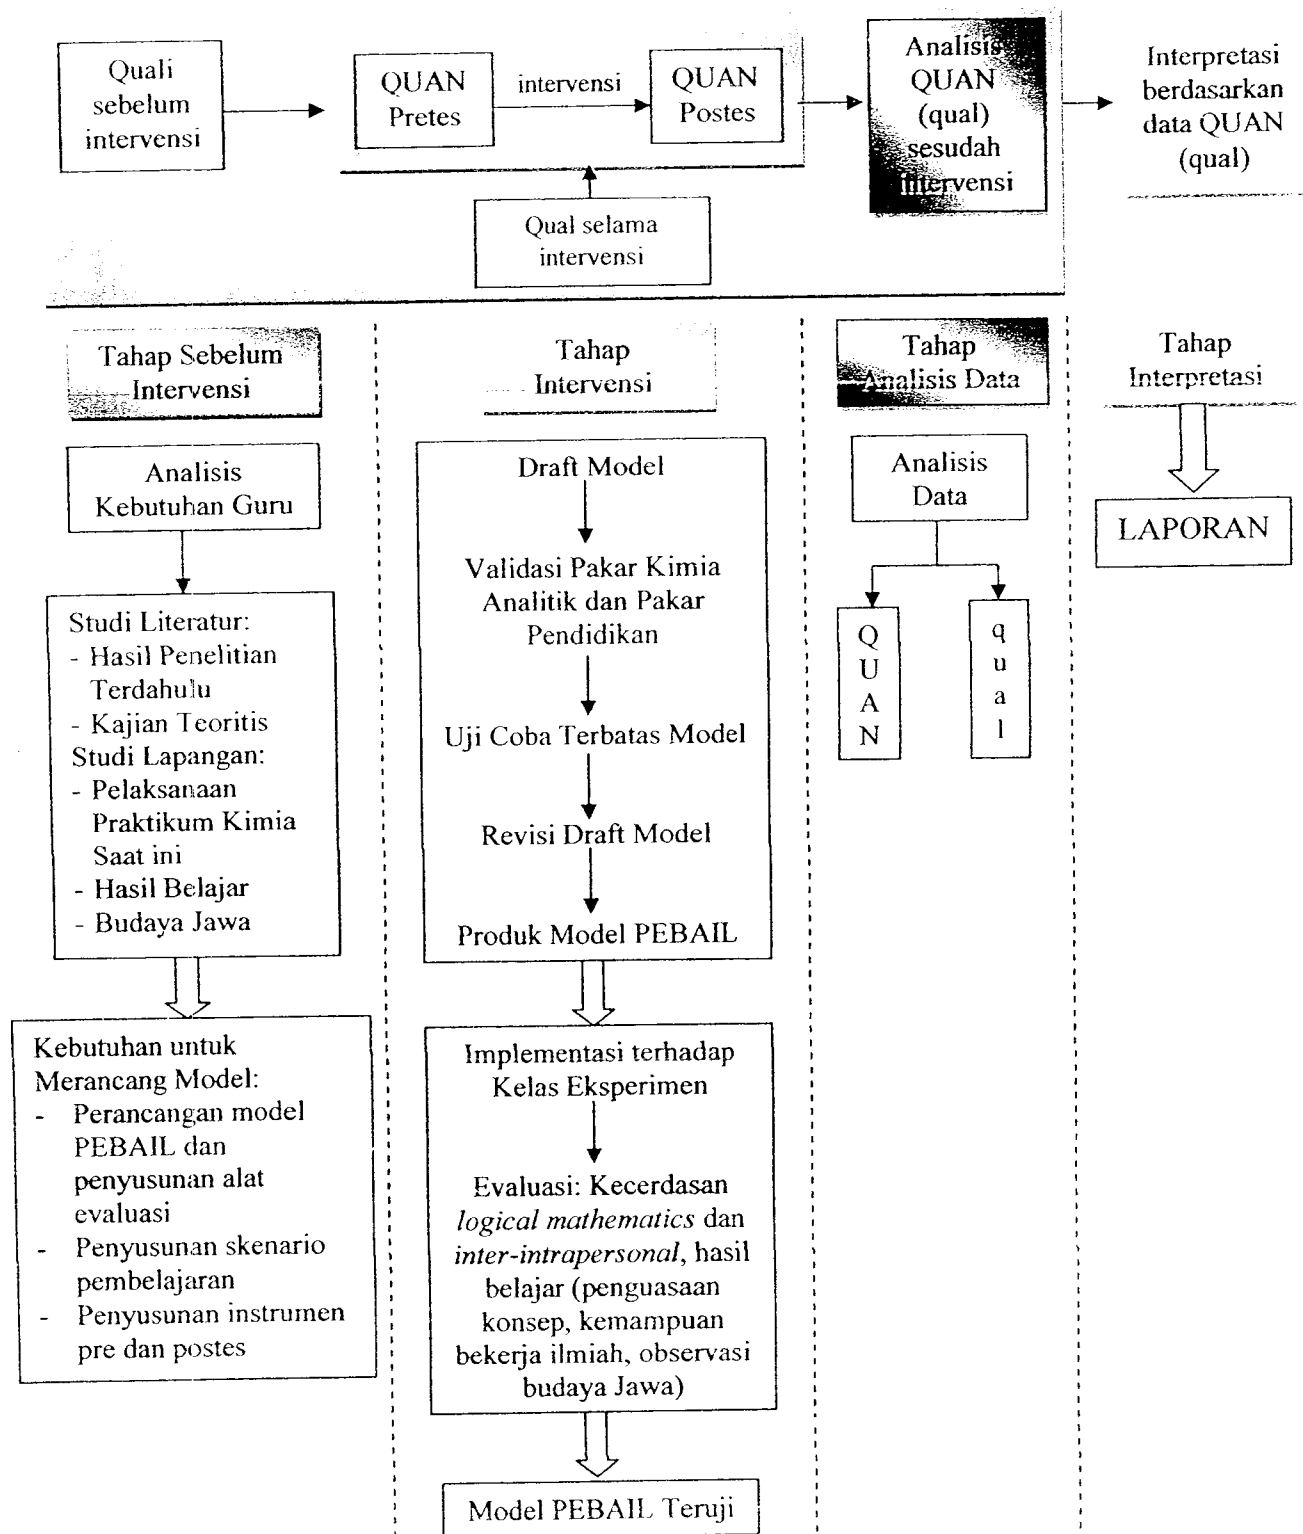 Quali
sebelum
intervensi
QUAN
Pretes
intervensi
QUAN
Postes
Analisis
QUAN
(qual)
sesudah
intervensi
Interpretasi
berdasarkan
data QUAN
(qual)
Qual selama
intervensi
Tahap Sebelum
Intervensi
Tahap
Intervensi
Tahap
Analisis Data
Tahap
Interpretasi
Analisis
Kebutuhan Guru
Studi Literatur:
- Hasil Penelitian
Terdahulu
- Kajian Teoritis
Studi Lapangan:
- Pelaksanaan
Praktikum Kimia
Saat ini
- Hasil Belajar
- Budaya Jawa
Kebutuhan untuk
Merancang Model:
- Perancangan model
PEBAIL dan
penyusunan alat
evaluasi
- Penyusunan skenario
pembelajaran
- Penyusunan instrumen
pre dan postes
Draft Model
Validasi Pakar Kimia
Analitik dan Pakar
Pendidikan
Uji Coba Terbatas Model
Revisi Draft Model
Produk Model PEBAIL
Implementasi terhadap
Kelas Eksperimen
Evaluasi: Kecerdasan
logical mathematics dan
inter-intrapersonal, hasil
belajar (penguasaan
konsep, kemampuan
bekerja ilmiah, observasi
budaya Jawa)
Model PEBAIL Teruji
Analisis
Data
Q
U
A
N
q
u
a
l
LAPORAN